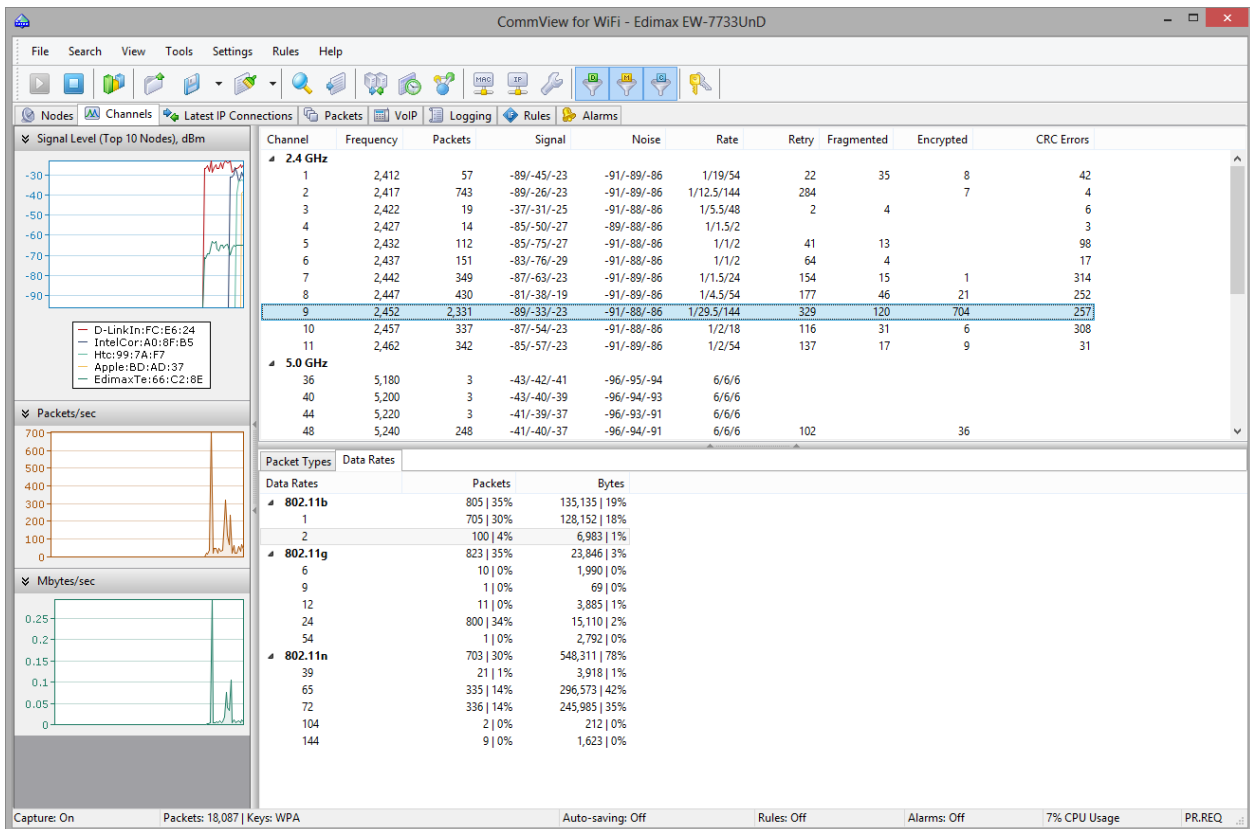 CommView for WiFi - Edimax EW-7733UnD
File Search View Tools Settings Rules Help
MAC IP D M C
Nodes Channels Latest IP Connections Packets VoIP Logging Rules Alarms
Signal Level (Top 10 Nodes), dBm
-30
-40
-50
-60
-70
-80
-90
D-LinkIn:FC:E6:24
IntelCor:A0:8F:B5
Htc:99:7A:F7
Apple:BD:AD:37
EdimaxTe:66:C2:8E
Packets/sec
700
600
500
400
300
200
100
0
Mbytes/sec
0.25
0.2
0.15
0.1
0.05
0
Channel Frequency Packets Signal Noise Rate Retry Fragmented Encrypted CRC Errors
2.4 GHz
1 2,412 57 -89/-45/-23 -91/-89/-86 1/19/54 22 35 8 42
2 2,417 743 -89/-26/-23 -91/-89/-86 1/12.5/144 284 7 4
3 2,422 19 -37/-31/-25 -91/-88/-86 1/5.5/48 2 4 6
4 2,427 14 -85/-50/-27 -89/-88/-86 1/1.5/2 3
5 2,432 112 -85/-75/-27 -91/-88/-86 1/1/2 41 13 98
6 2,437 151 -83/-76/-29 -91/-88/-86 1/1/2 64 4 17
7 2,442 349 -87/-63/-23 -91/-89/-86 1/1.5/24 154 15 1 314
8 2,447 430 -81/-38/-19 -91/-89/-86 1/4.5/54 177 46 21 252
9 2,452 2,331 -89/-33/-23 -91/-88/-86 1/29.5/144 329 120 704 257
10 2,457 337 -87/-54/-23 -91/-88/-86 1/2/18 116 31 6 308
11 2,462 342 -85/-57/-23 -91/-89/-86 1/2/54 137 17 9 31
5.0 GHz
36 5,180 3 -43/-42/-41 -96/-95/-94 6/6/6
40 5,200 3 -43/-40/-39 -96/-94/-93 6/6/6
44 5,220 3 -41/-39/-37 -96/-93/-91 6/6/6
48 5,240 248 -41/-40/-37 -96/-94/-91 6/6/6 102 36
Packet Types Data Rates
Data Rates Packets Bytes
802.11b 805 | 35% 135,135 | 19%
1 705 | 30% 128,152 | 18%
2 100 | 4% 6,983 | 1%
802.11g 823 | 35% 23,846 | 3%
6 10 | 0% 1,990 | 0%
9 1 | 0% 69 | 0%
12 11 | 0% 3,885 | 1%
24 800 | 34% 15,110 | 2%
54 1 | 0% 2,792 | 0%
802.11n 703 | 30% 548,311 | 78%
39 21 | 1% 3,918 | 1%
65 335 | 14% 296,573 | 42%
72 336 | 14% 245,985 | 35%
104 2 | 0% 212 | 0%
144 9 | 0% 1,623 | 0%
Capture: On Packets: 18,087 | Keys: WPA Auto-saving: Off Rules: Off Alarms: Off 7% CPU Usage PR.REQ